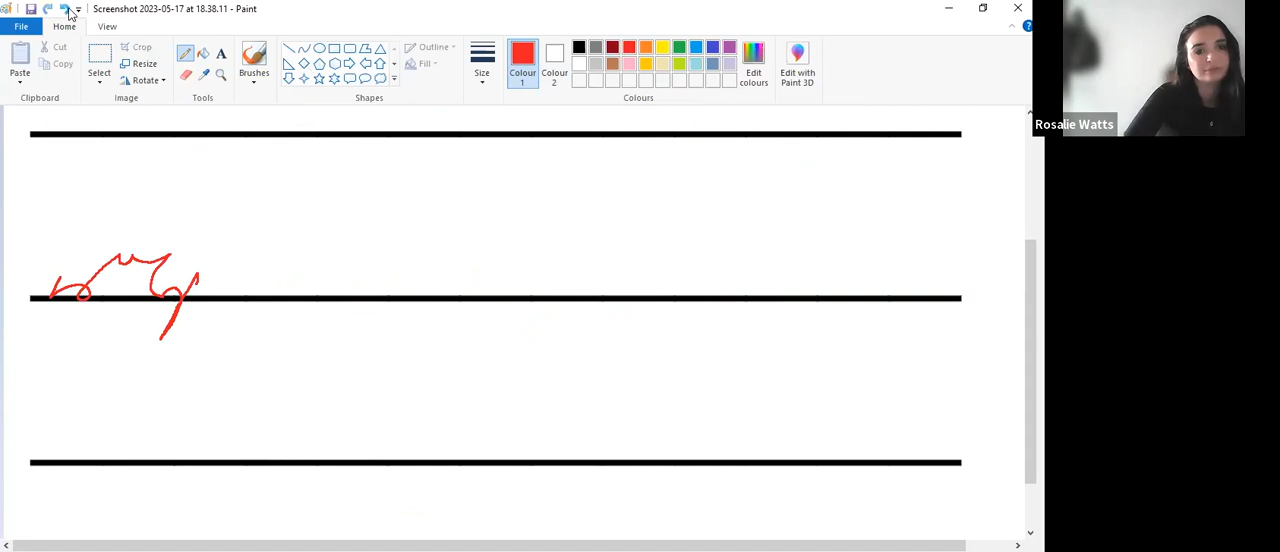 Screenshot 2023-05-17 at 18.38.11 - Paint
File Home View
Paste
Cut
Copy
Clipboard
Select
Crop
Resize
Rotate
Image
A
Tools
Brushes
Shapes
Outline
Fill
Size
Colour 1
Colour 2
Edit colours
Colours
Edit with Paint 3D
Rosalie Watts